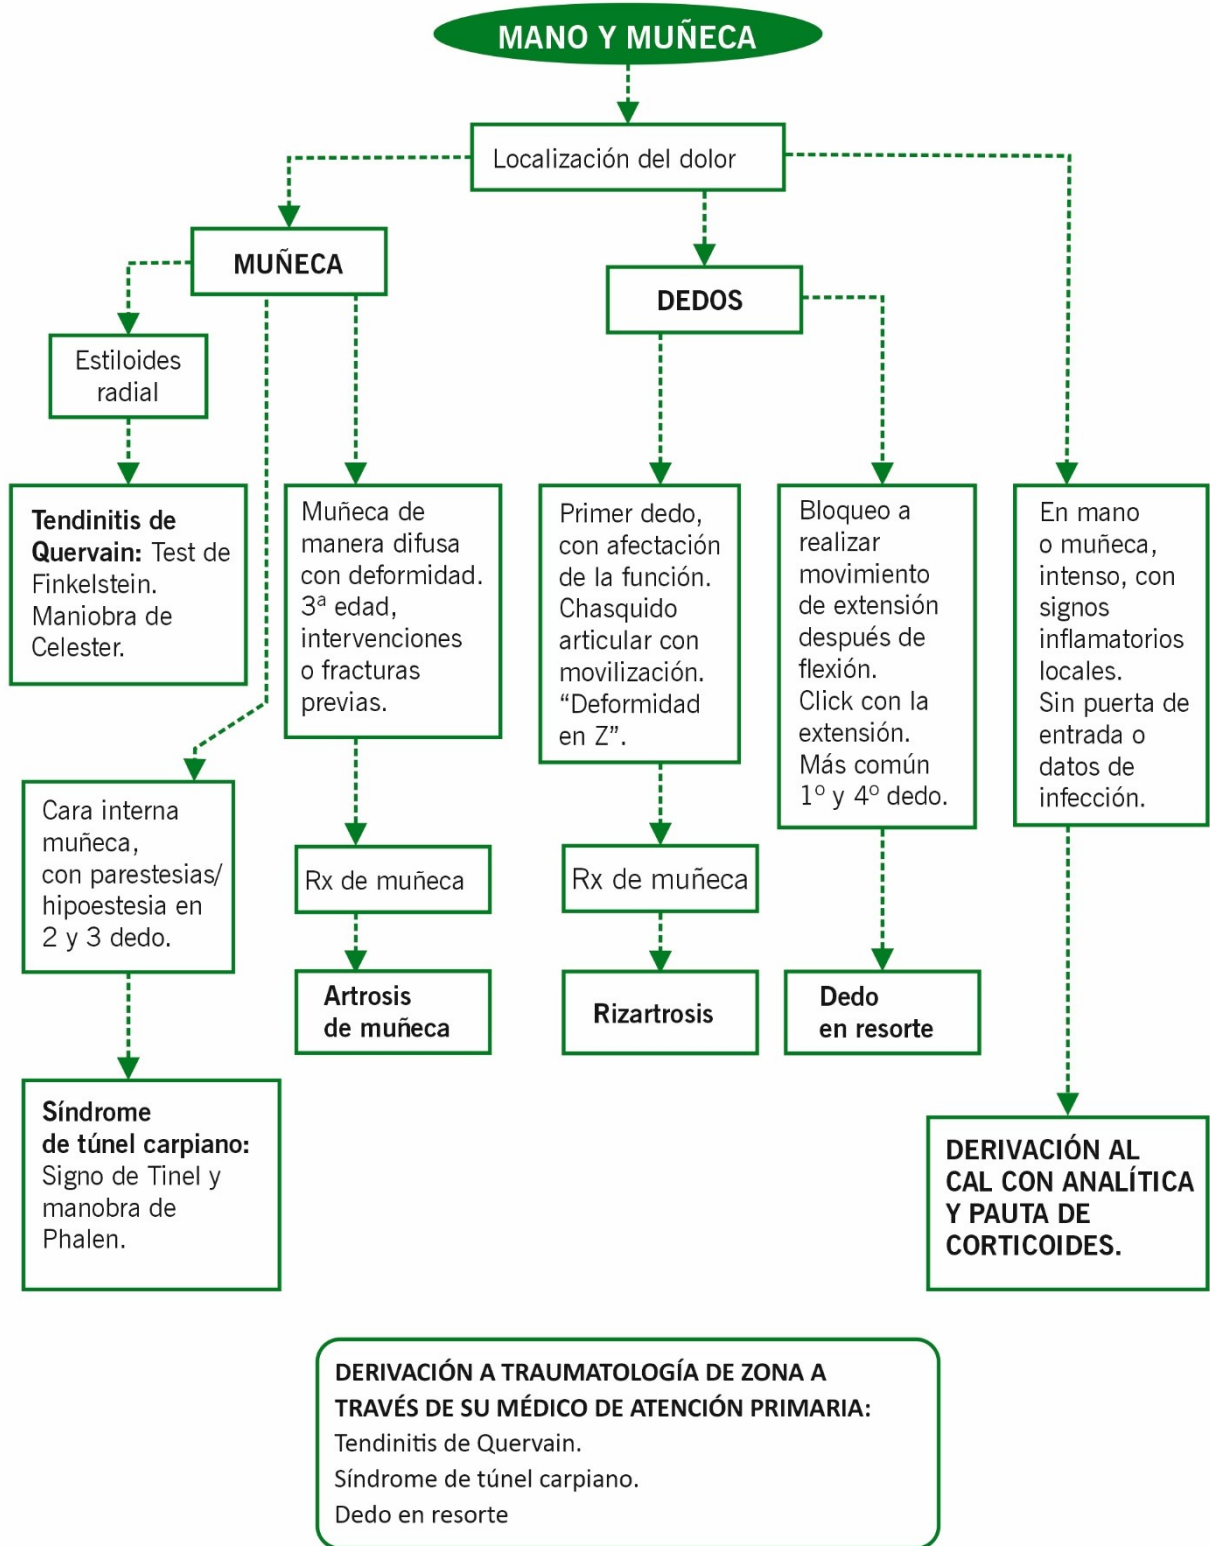 MANO Y MUÑECA
Localización del dolor
MUÑECA
DEDOS
Estiloides
radial
Tendinitis de
Quervain: Test de
Finkelstein.
Maniobra de
Celester.
Muñeca de
manera difusa
con deformidad.
3ª edad,
intervenciones
o fracturas
previas.
Primer dedo,
con afectación
de la función.
Chasquido
articular con
movilización.
“Deformidad
en Z”.
Bloqueo a
realizar
movimiento
de extensión
después de
flexión.
Click con la
extensión.
Más común
1º y 4º dedo.
En mano
o muñeca,
intenso, con
signos
inflamatorios
locales.
Sin puerta de
entrada o
datos de
infección.
Cara interna
muñeca,
con parestesias/
hipoestesia en
2 y 3 dedo.
Rx de muñeca
Rx de muñeca
Artrosis
de muñeca
Rizartrosis
Dedo
en resorte
Síndrome
de túnel carpiano:
Signo de Tinel y
manobra de
Phalen.
DERIVACIÓN AL
CAL CON ANALÍTICA
Y PAUTA DE
CORTICOIDES.
DERIVACIÓN A TRAUMATOLOGÍA DE ZONA A
TRAVÉS DE SU MÉDICO DE ATENCIÓN PRIMARIA:
Tendinitis de Quervain.
Síndrome de túnel carpiano.
Dedo en resorte